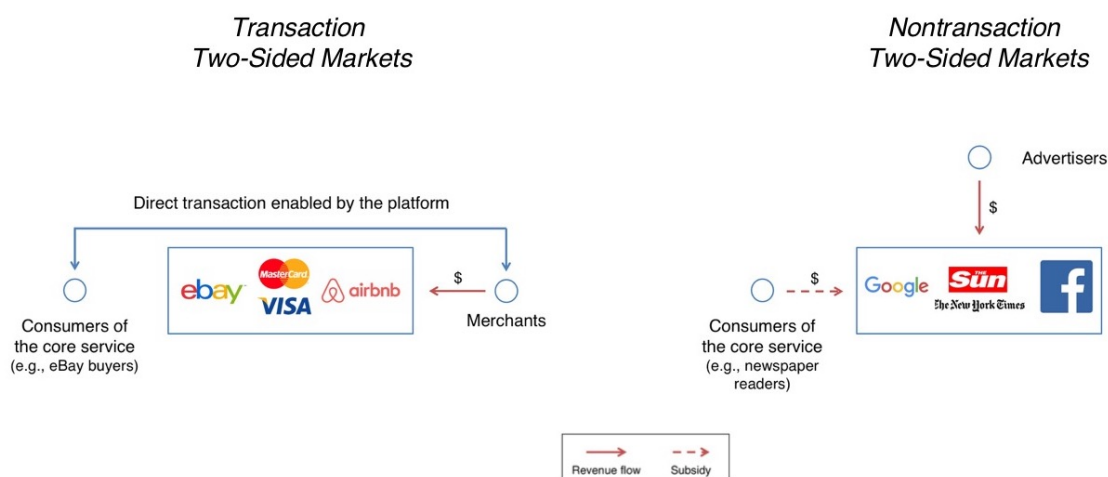 Transaction
Two-Sided Markets
Direct transaction enabled by the platform
ebay
MasterCard
VISA
airbnb
$
Consumers of
the core service
(e.g., eBay buyers)
Merchants
Nontransaction
Two-Sided Markets
Advertisers
$
$
Google
THE
Sun
The New York Times
f
Consumers of
the core service
(e.g., newspaper
readers)
Revenue flow
Subsidy